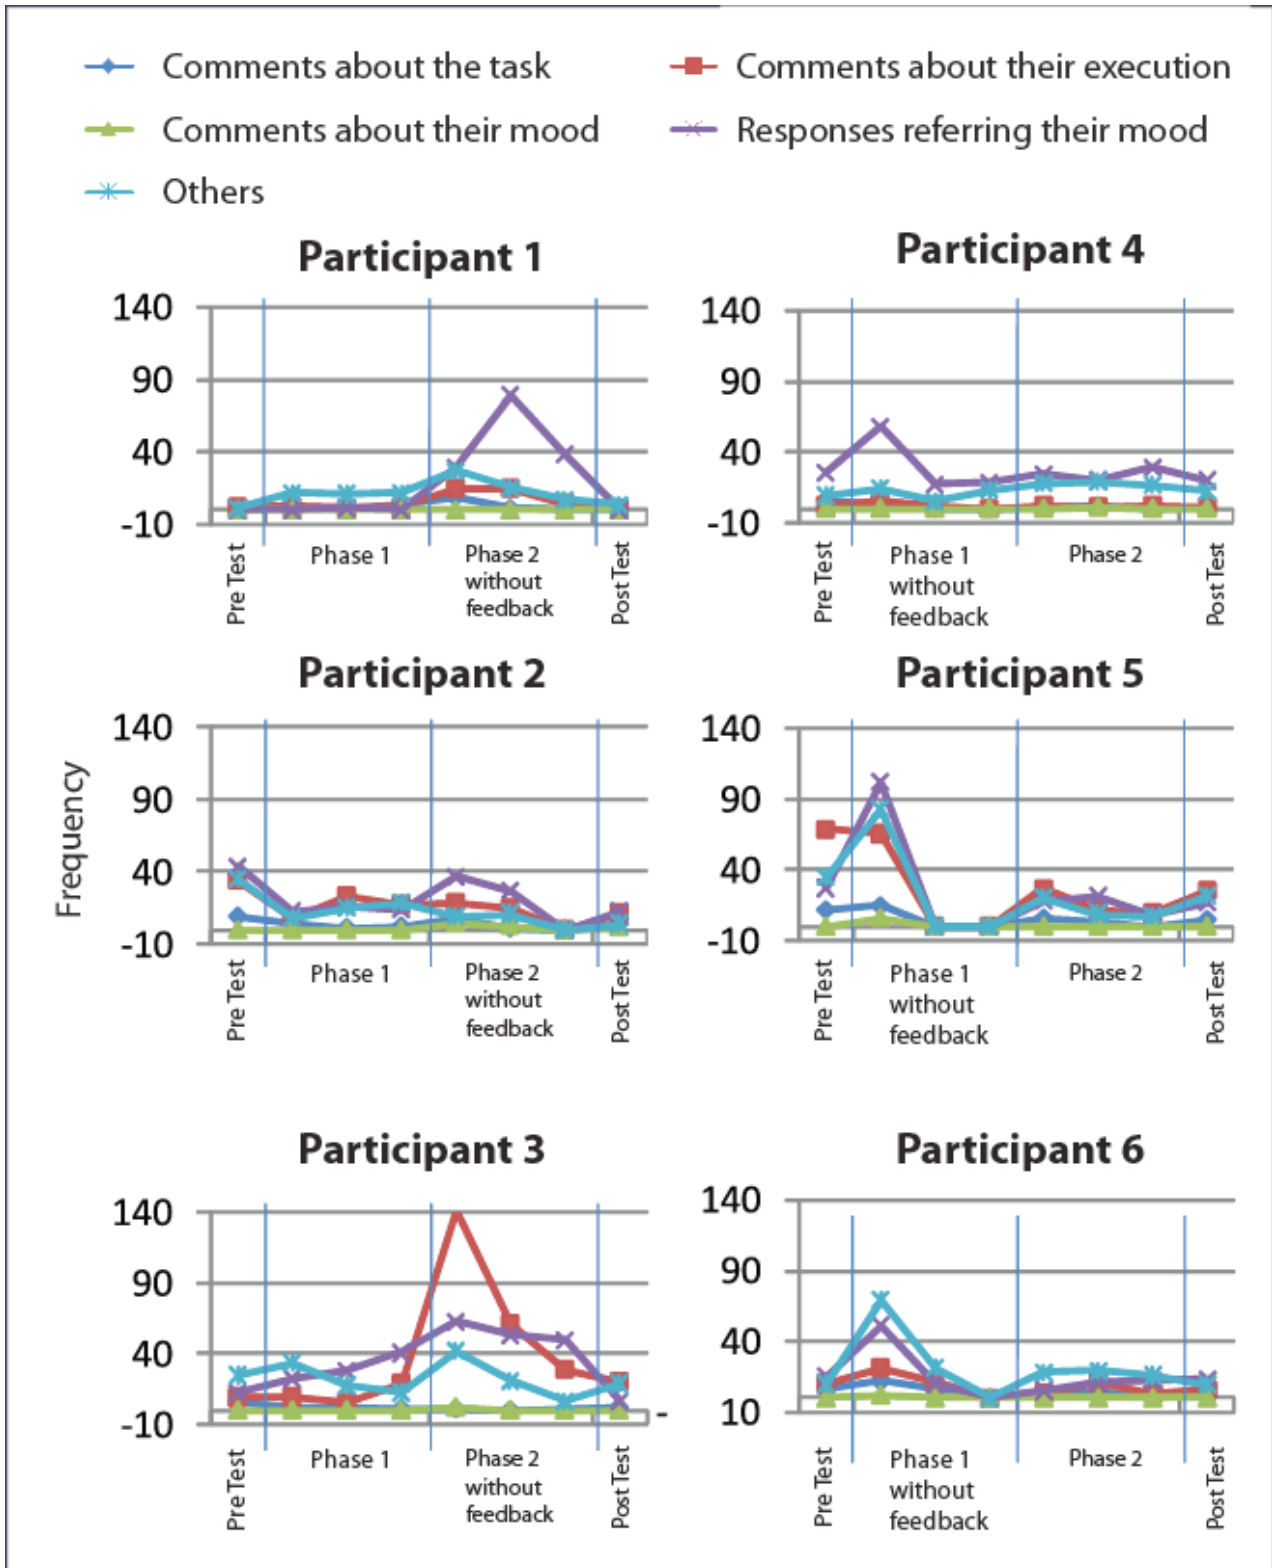 Comments about the task
Comments about their execution
Comments about their mood
Responses referring their mood
Others
Participant 1
140
90
40
-10
Pre Test
Phase 1
Phase 2
without
feedback
Post Test
Participant 4
140
90
40
-10
Pre Test
Phase 1
without
feedback
Phase 2
Post Test
Frequency
Participant 2
140
90
40
-10
Pre Test
Phase 1
Phase 2
without
feedback
Post Test
Participant 5
140
90
40
-10
Pre Test
Phase 1
without
feedback
Phase 2
Post Test
Participant 3
140
90
40
-10
Pre Test
Phase 1
Phase 2
without
feedback
Post Test
Participant 6
140
90
40
-
10
Pre Test
Phase 1
without
feedback
Phase 2
Post Test